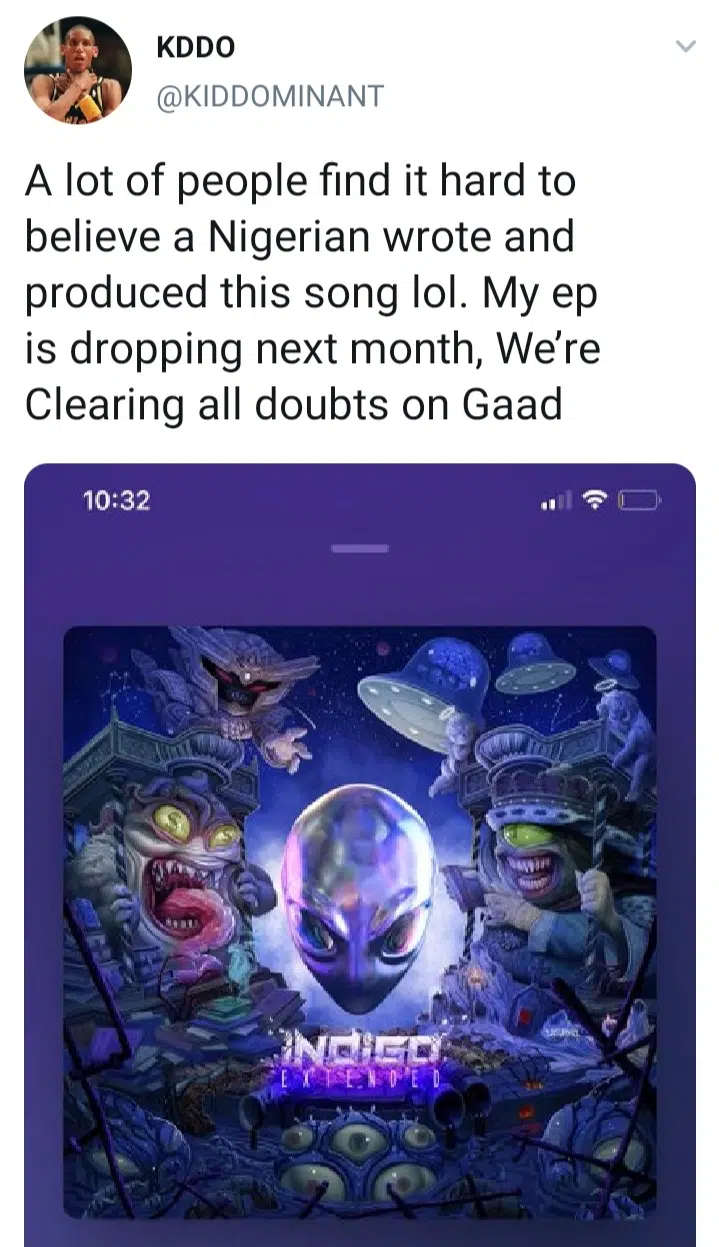 KDDO
@KIDDOMINANT
A lot of people find it hard to
believe a Nigerian wrote and
produced this song lol. My ep
is dropping next month, We’re
Clearing all doubts on Gaad
10:32
INDIGO
EXTENDED